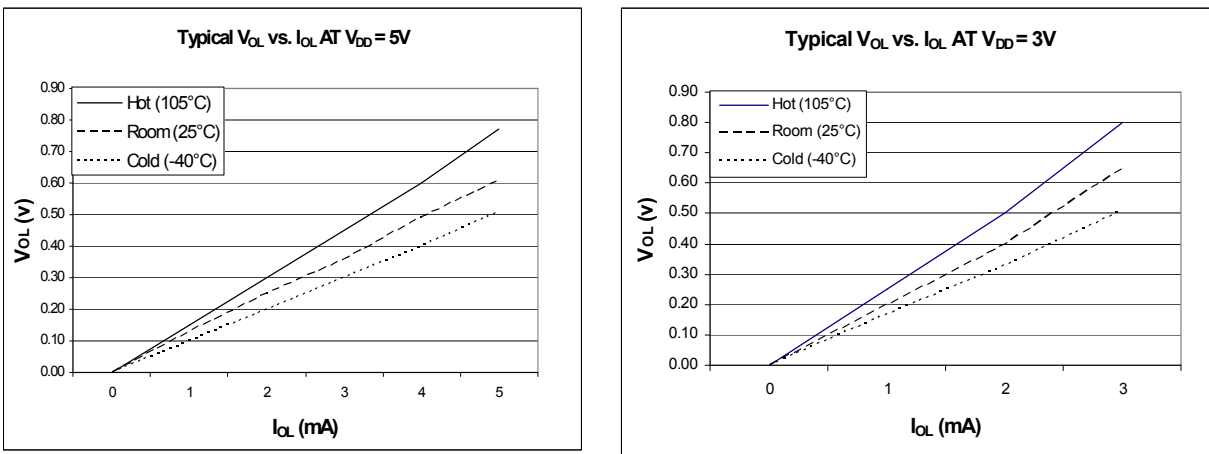 Typical VOL vs. IOL AT VDD = 5V
0.90
0.80
0.70
0.60
0.50
0.40
0.30
0.20
0.10
0.00
VOL (v)
Hot (105°C)
Room (25°C)
Cold (-40°C)
0 1 2 3 4 5
IOL (mA)
Typical VOL vs. IOL AT VDD = 3V
0.90
0.80
0.70
0.60
0.50
0.40
0.30
0.20
0.10
0.00
VOL (v)
Hot (105°C)
Room (25°C)
Cold (-40°C)
0 1 2 3
IOL (mA)